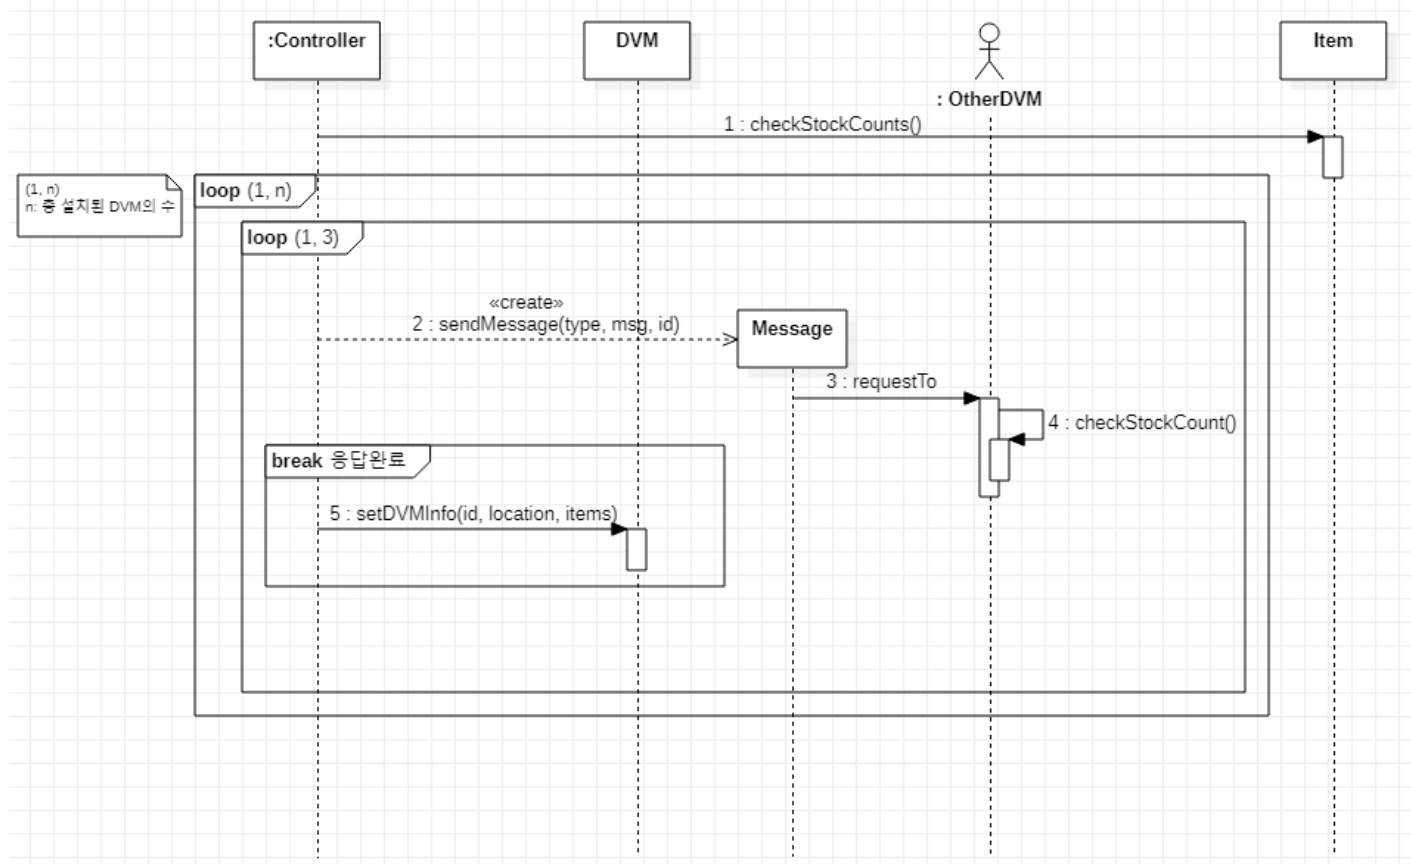 :Controller
DVM
: OtherDVM
Item
1 : checkStockCounts()
(1, n)
n: 총 설치된 DVM의 수
loop (1, n)
loop (1, 3)
«create»
2 : sendMessage(type, msg, id)
Message
3 : requestTo
4 : checkStockCount()
break 응답완료
5 : setDVMInfo(id, location, items)